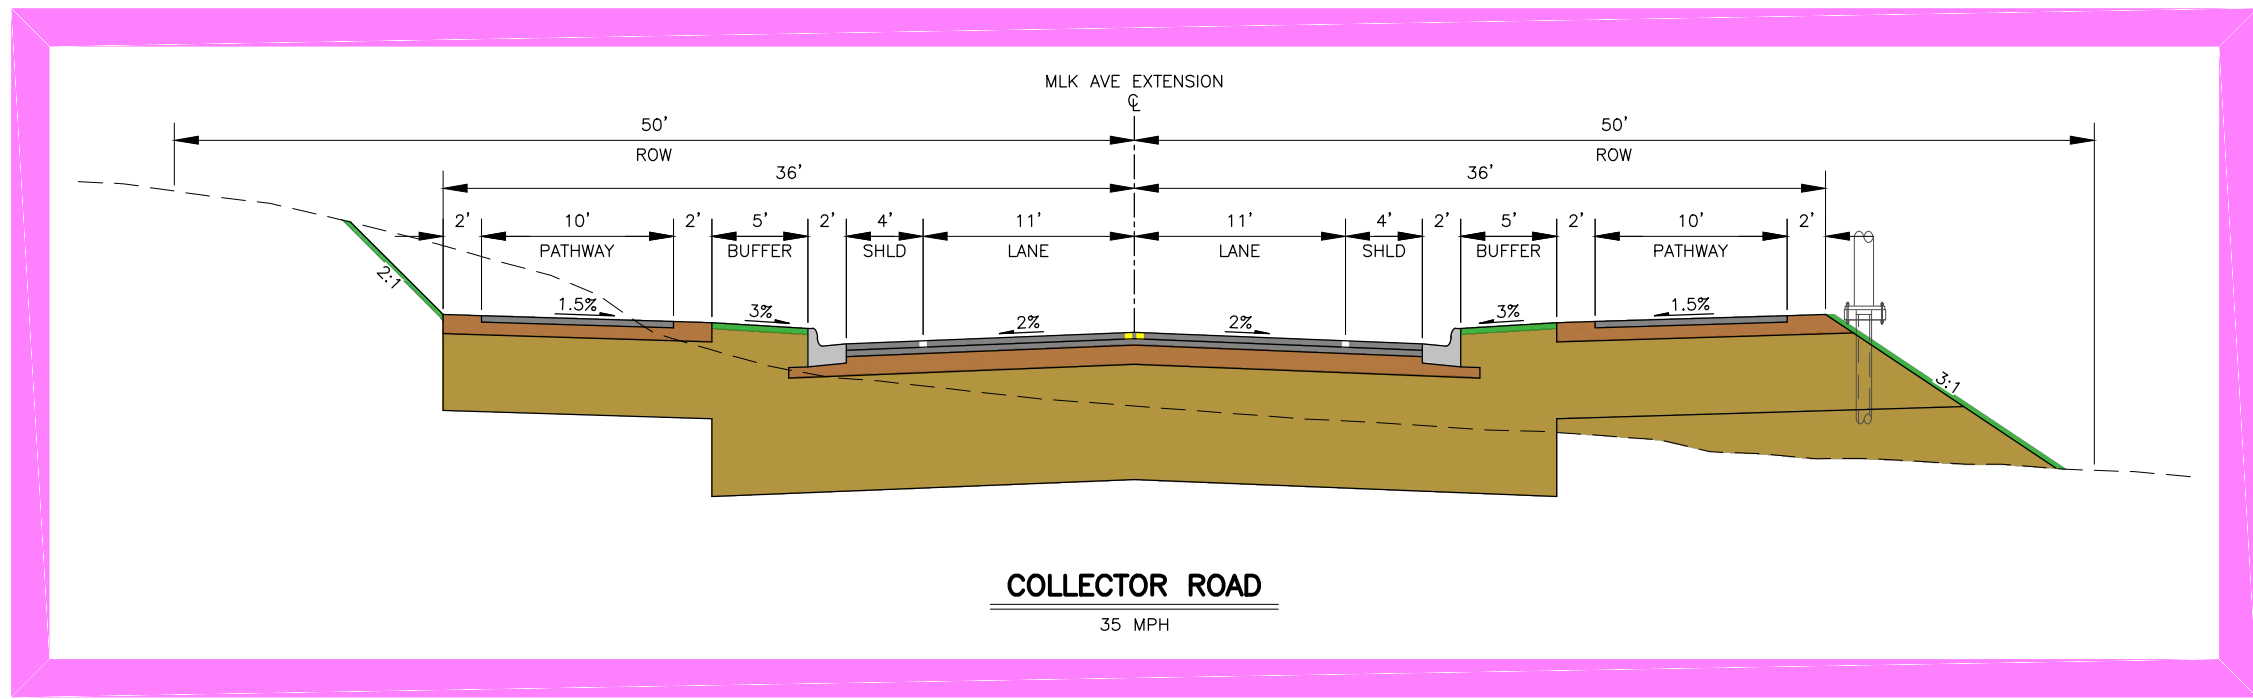 MLK AVE EXTENSION
℄
50' 50'
ROW ROW
36' 36'
2' 10' 2' 5' 2' 4' 11' 11' 4' 2' 5' 2' 10' 2'
PATHWAY BUFFER SHLD LANE LANE SHLD BUFFER PATHWAY
2:1 1.5% 3% 2% 2% 3% 1.5% 3:1
COLLECTOR ROAD
35 MPH